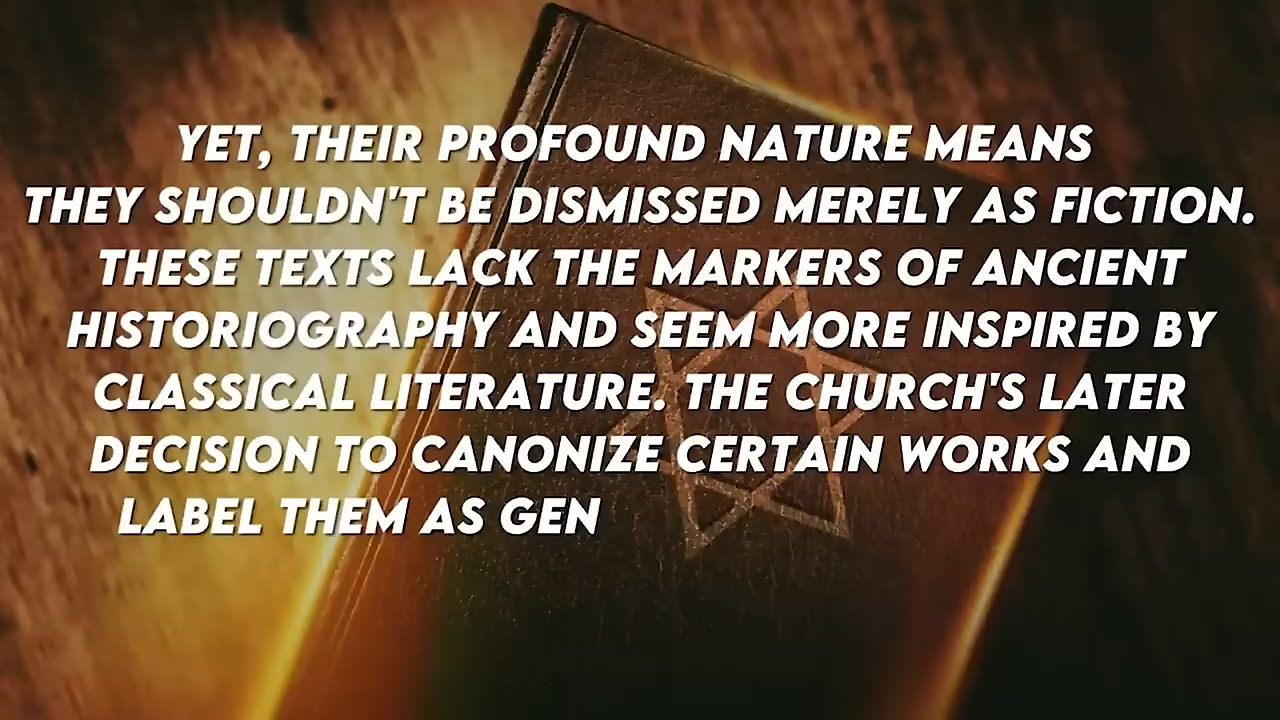 YET, THEIR PROFOUND NATURE MEANS
THEY SHOULDN'T BE DISMISSED MERELY AS FICTION.
THESE TEXTS LACK THE MARKERS OF ANCIENT
HISTORIOGRAPHY AND SEEM MORE INSPIRED BY
CLASSICAL LITERATURE. THE CHURCH'S LATER
DECISION TO CANONIZE CERTAIN WORKS AND
LABEL THEM AS GEN